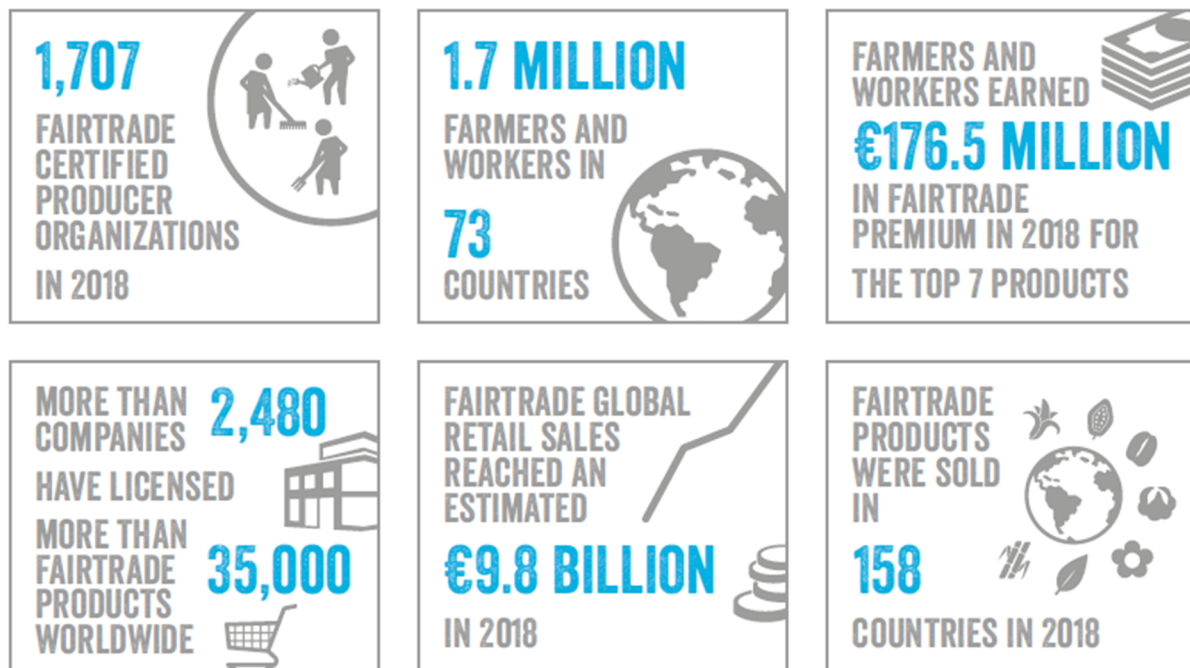 1,707
FAIRTRADE
CERTIFIED
PRODUCER
ORGANIZATIONS
IN 2018
1.7 MILLION
FARMERS AND
WORKERS IN
73
COUNTRIES
FARMERS AND
WORKERS EARNED
€176.5 MILLION
IN FAIRTRADE
PREMIUM IN 2018 FOR
THE TOP 7 PRODUCTS
MORE THAN 2,480
COMPANIES
HAVE LICENSED
MORE THAN
FAIRTRADE 35,000
PRODUCTS
WORLDWIDE
FAIRTRADE GLOBAL
RETAIL SALES
REACHED AN
ESTIMATED
€9.8 BILLION
IN 2018
FAIRTRADE
PRODUCTS
WERE SOLD
IN
158
COUNTRIES IN 2018